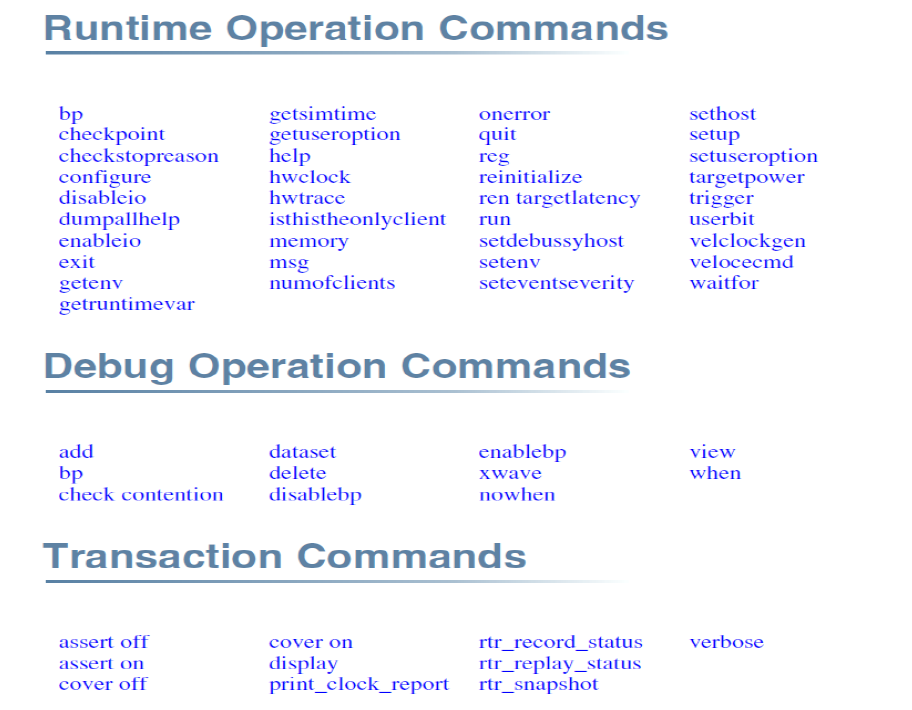 Runtime Operation Commands
bp getsimtime onerror sethost
checkpoint getuseroption quit setup
checkstopreason help reg setuseroption
configure hwclock reinitialize targetpower
disableio hwtrace ren targetlatency trigger
dumpallhelp isthistheonlyclient run userbit
enableio memory setdebussyhost velclockgen
exit msg setenv velocecmd
getenv numofclients seteventseverity waitfor
getruntimevar
Debug Operation Commands
add dataset enablebp view
bp delete xwave when
check contention disablebp nowhen
Transaction Commands
assert off cover on rtr_record_status verbose
assert on display rtr_replay_status
cover off print_clock_report rtr_snapshot